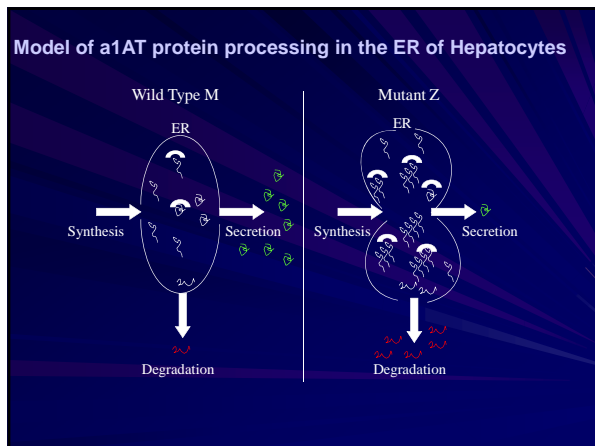 Model of a1AT protein processing in the ER of Hepatocytes
Wild Type M
ER
Synthesis
Secretion
Degradation
Mutant Z
ER
Synthesis
Secretion
Degradation